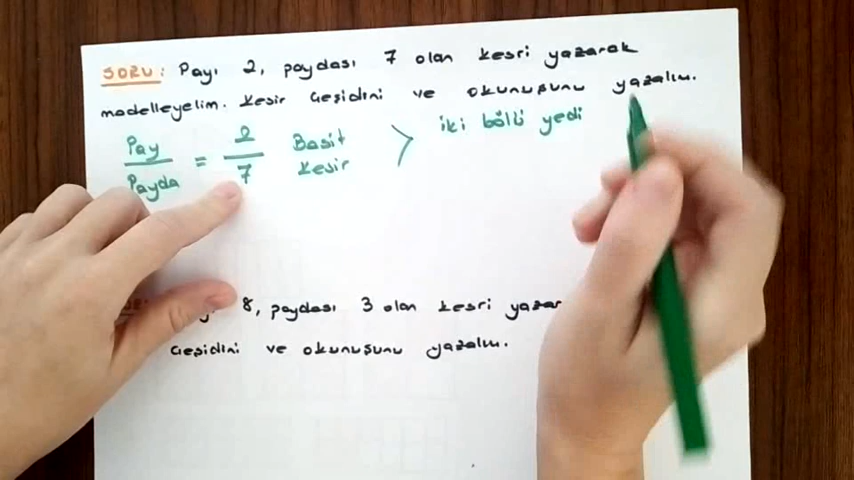 SORU: Payı 2, paydası 7 olan kesri yazarak
modelleyelim. Kesir Çeşidini ve okunuşunu yazalım.
Pay/Payda = 2/7 Basit Kesir > iki bölü yedi
8, paydası 3 olan kesri
Çeşidini ve okunuşunu yazalım.